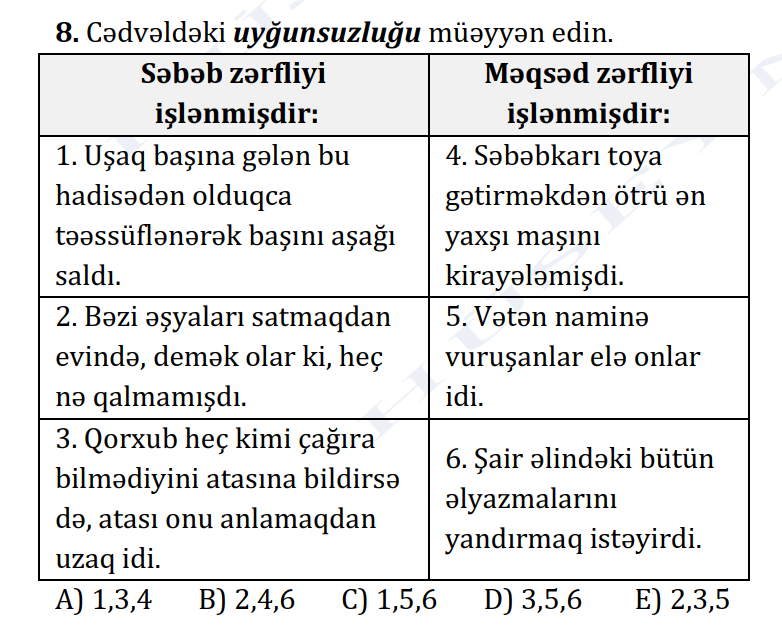 8. Cədvəldəki uyğunsuzluğu müəyyən edin.
Səbəb zərfliyi
işlənmişdir:
Məqsəd zərfliyi
işlənmişdir:
1. Uşaq başına gələn bu
hadisədən olduqca
təəssüflənərək başını aşağı
saldı.
4. Səbəbkarı toya
gətirməkdən ötrü ən
yaxşı maşını
kirayələmişdi.
2. Bəzi əşyaları satmaqdan
evində, demək olar ki, heç
nə qalmamışdı.
5. Vətən naminə
vuruşanlar elə onlar
idi.
3. Qorxub heç kimi çağıra
bilmədiyini atasına bildirsə
də, atası onu anlamaqdan
uzaq idi.
6. Şair əlindəki bütün
əlyazmalarını
yandırmaq istəyirdi.
A) 1,3,4 B) 2,4,6 C) 1,5,6 D) 3,5,6 E) 2,3,5